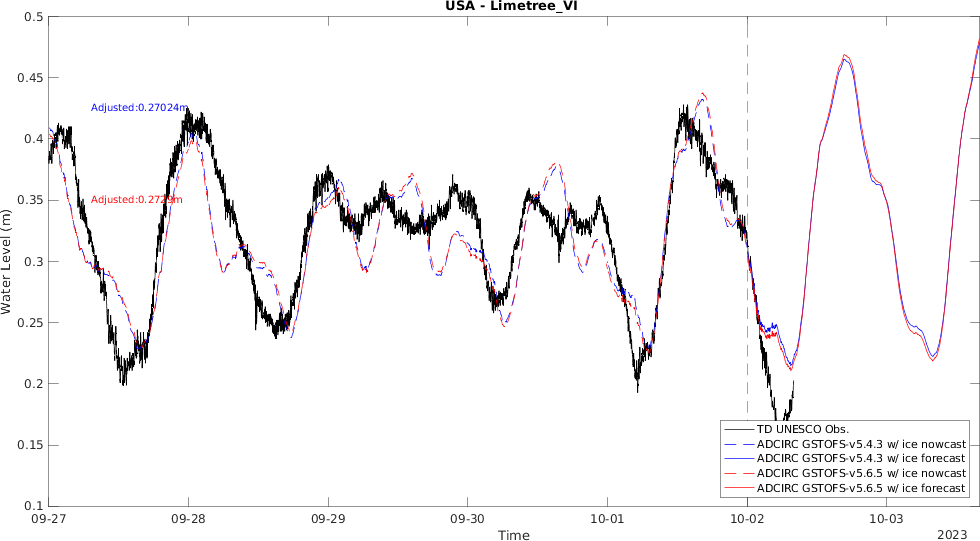 USA - Limetree_VI
0.5
0.45
0.4
0.35
0.3
0.25
0.2
0.15
0.1
Water Level (m)
Adjusted:0.27024m
Adjusted:0.2729m
TD UNESCO Obs.
ADCIRC GSTOFS-v5.4.3 w/ ice nowcast
ADCIRC GSTOFS-v5.4.3 w/ ice forecast
ADCIRC GSTOFS-v5.6.5 w/ ice nowcast
ADCIRC GSTOFS-v5.6.5 w/ ice forecast
09-27 09-28 09-29 09-30 10-01 10-02 10-03
Time
2023